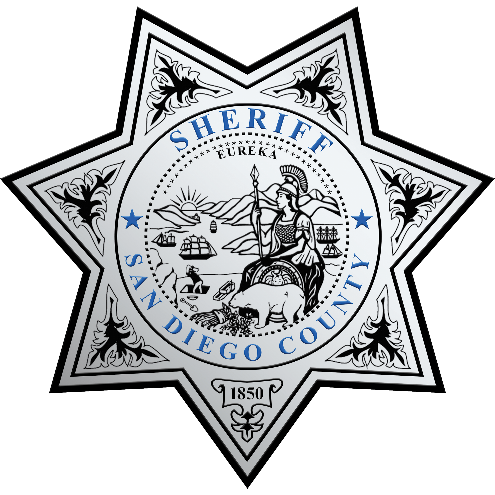 SHERIFF
EUREKA
SAN DIEGO COUNTY
1850